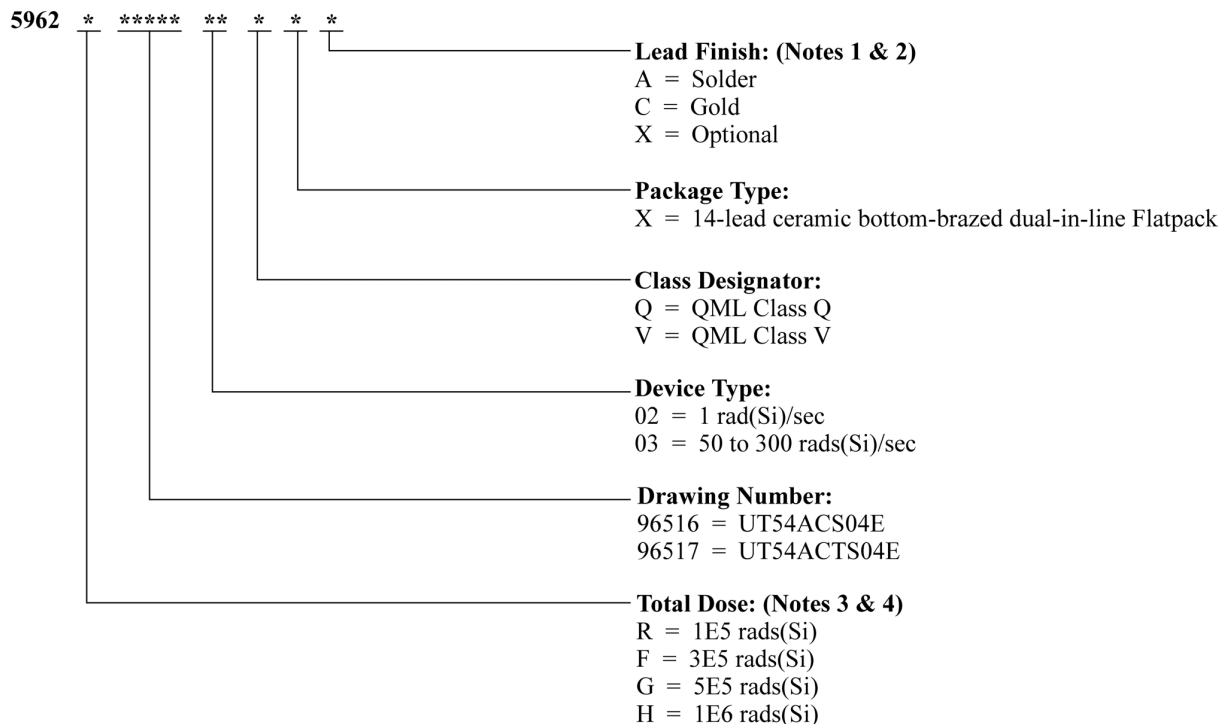 5962 * ***** ** * * *
Lead Finish: (Notes 1 & 2)
A = Solder
C = Gold
X = Optional
Package Type:
X = 14-lead ceramic bottom-brazed dual-in-line Flatpack
Class Designator:
Q = QML Class Q
V = QML Class V
Device Type:
02 = 1 rad(Si)/sec
03 = 50 to 300 rads(Si)/sec
Drawing Number:
96516 = UT54ACS04E
96517 = UT54ACTS04E
Total Dose: (Notes 3 & 4)
R = 1E5 rads(Si)
F = 3E5 rads(Si)
G = 5E5 rads(Si)
H = 1E6 rads(Si)